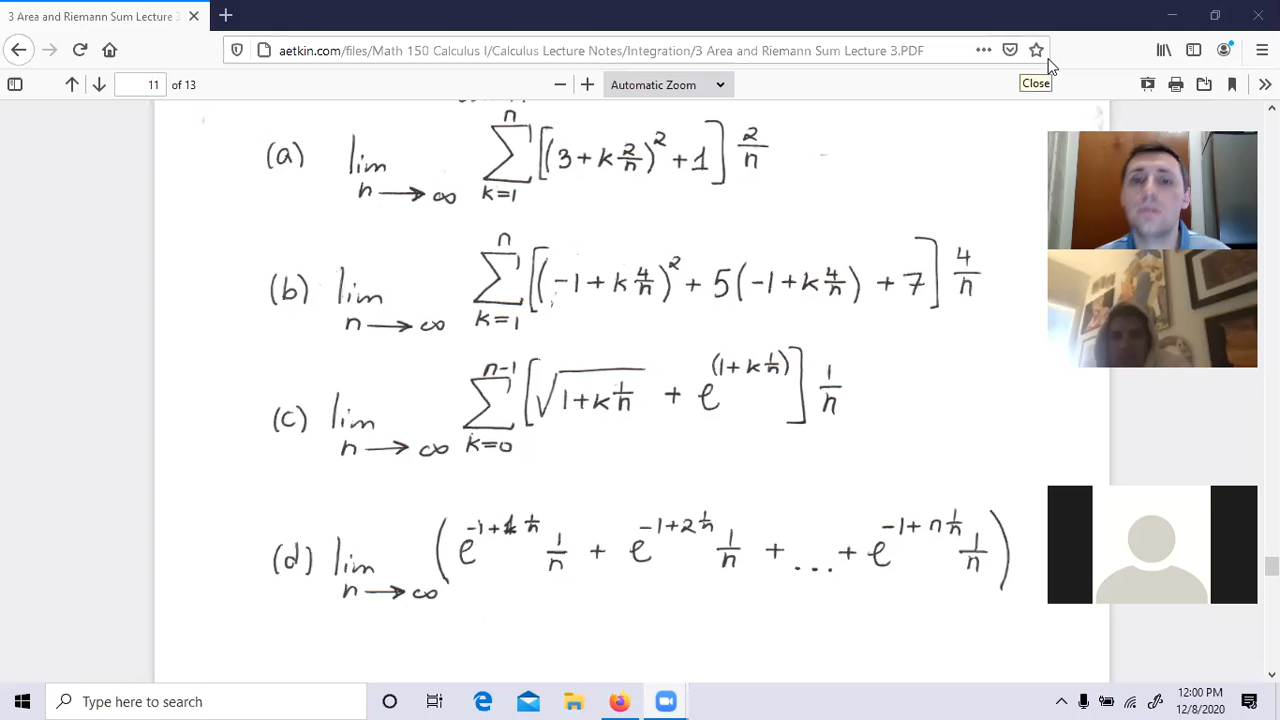 3 Area and Riemann Sum Lecture 3
aetkin.com/files/Math 150 Calculus I/Calculus Lecture Notes/Integration/3 Area and Riemann Sum Lecture 3.PDF
11 of 13
Automatic Zoom
Close
(a) lim n→∞ ∑ k=1 n [(3 + k 2/n)^2 + 1] 2/n
(b) lim n→∞ ∑ k=1 n [(-1 + k 4/n)^2 + 5(-1 + k 4/n) + 7] 4/n
(c) lim n→∞ ∑ k=0 n-1 [√(1+k 1/n) + e^(1+k 1/n)] 1/n
(d) lim n→∞ (e^(-1+1 1/n) 1/n + e^(-1+2 1/n) 1/n + ... + e^(-1+n 1/n) 1/n)
Type here to search
12:00 PM
12/8/2020